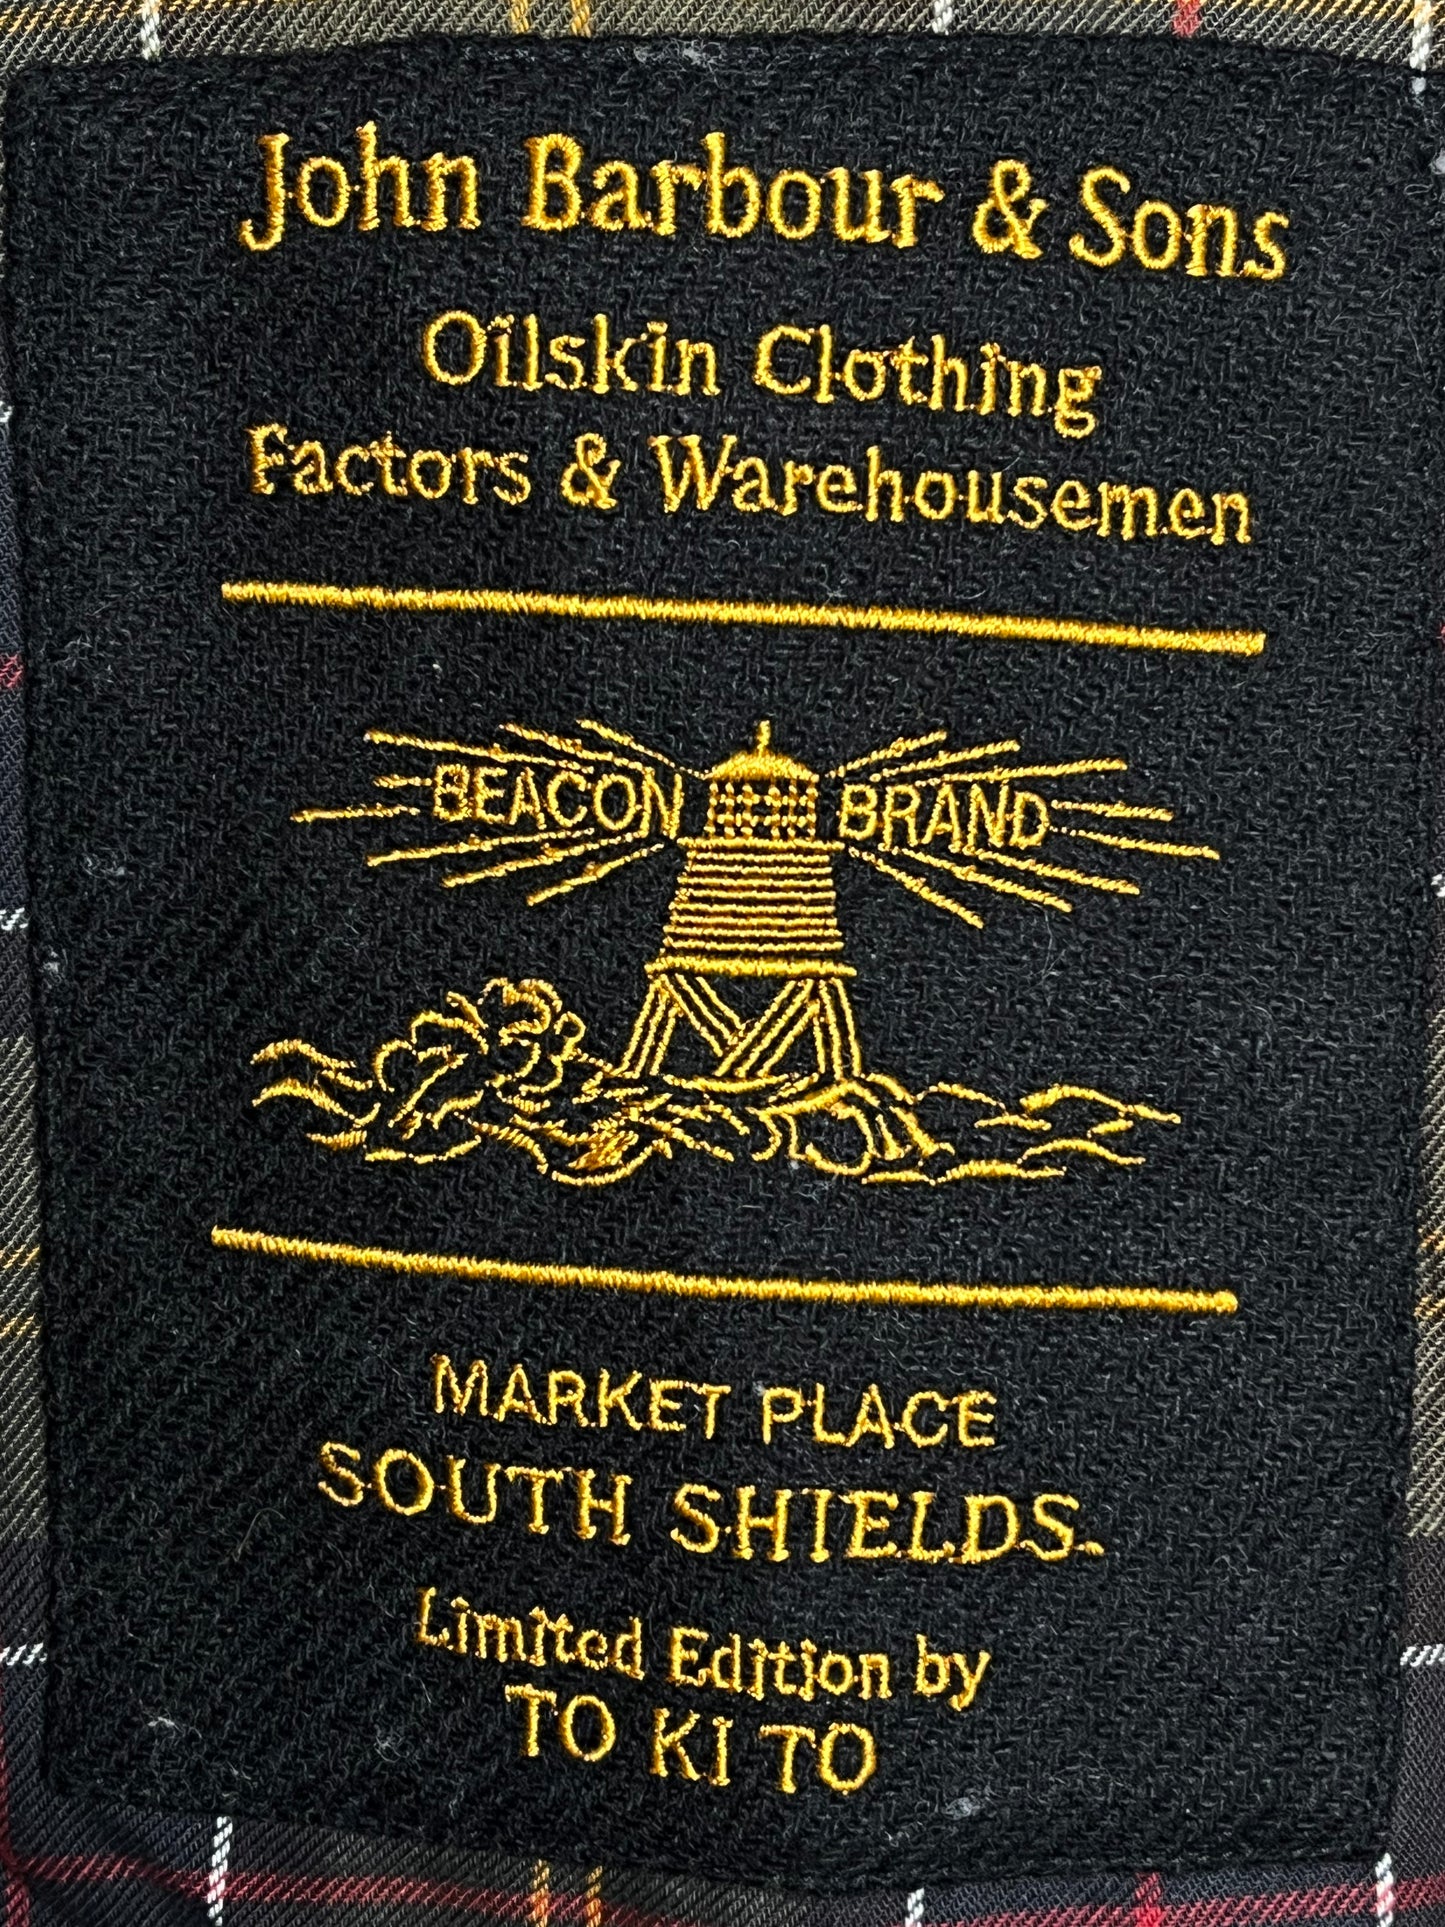 John Barbour & Sons
Oilskin Clothing
Factors & Warehousemen
BEACON BRAND
MARKET PLACE
SOUTH SHIELDS.
Limited Edition by
TO KI TO